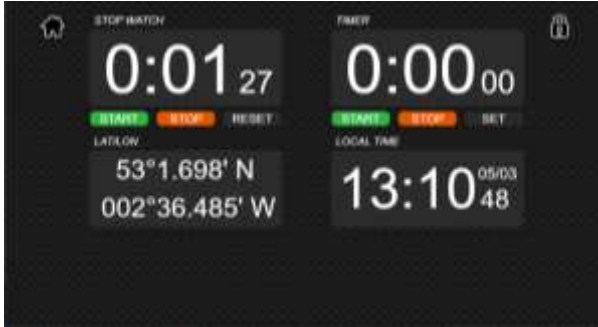 STOP WATCH
0:01 27
START STOP RESET
TIMER
0:00 00
START STOP SET
LAT/LON
53°1.698' N
002°36.485' W
LOCAL TIME
13:10 05/03 48